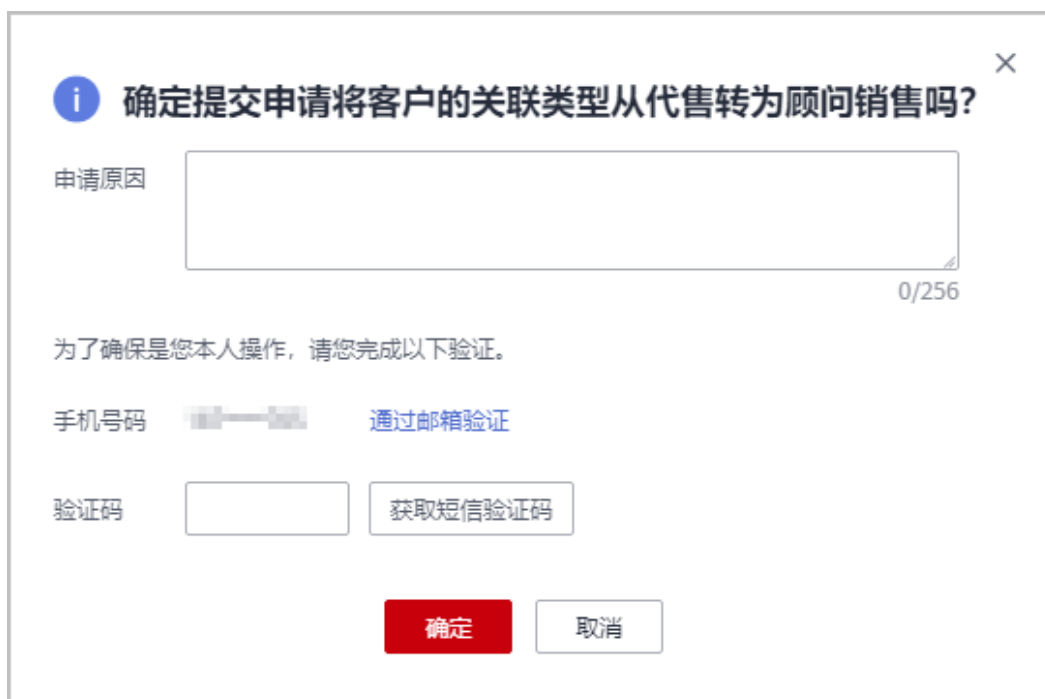 确定提交申请将客户的关联类型从代售转为顾问销售吗?
申请原因
0/256
为了确保是您本人操作，请您完成以下验证。
手机号码 通过邮箱验证
验证码 获取短信验证码
确定 取消